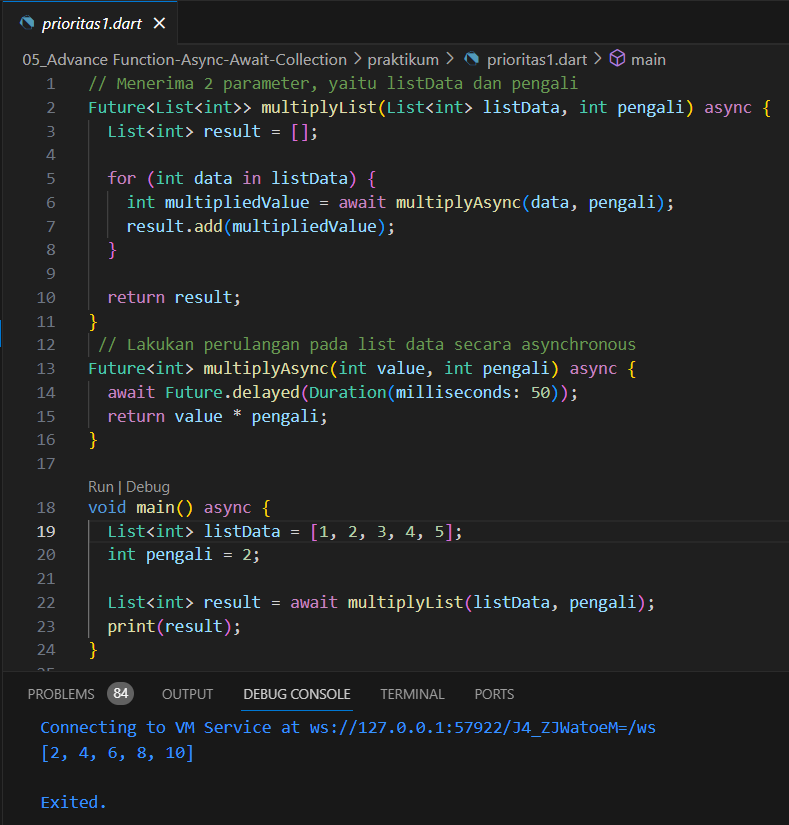 prioritas1.dart
05_Advance Function-Async-Await-Collection > praktikum > prioritas1.dart > main
1 // Menerima 2 parameter, yaitu listData dan pengali
2 Future<List<int>> multiplyList(List<int> listData, int pengali) async {
3   List<int> result = [];
4
5   for (int data in listData) {
6     int multipliedValue = await multiplyAsync(data, pengali);
7     result.add(multipliedValue);
8   }
9
10   return result;
11 }
12  // Lakukan perulangan pada list data secara asynchronous
13 Future<int> multiplyAsync(int value, int pengali) async {
14   await Future.delayed(Duration(milliseconds: 50));
15   return value * pengali;
16 }
17
Run | Debug
18 void main() async {
19   List<int> listData = [1, 2, 3, 4, 5];
20   int pengali = 2;
21
22   List<int> result = await multiplyList(listData, pengali);
23   print(result);
24 }
PROBLEMS 84 OUTPUT DEBUG CONSOLE TERMINAL PORTS
Connecting to VM Service at ws://127.0.0.1:57922/J4_ZJWatoeM=/ws
[2, 4, 6, 8, 10]
Exited.